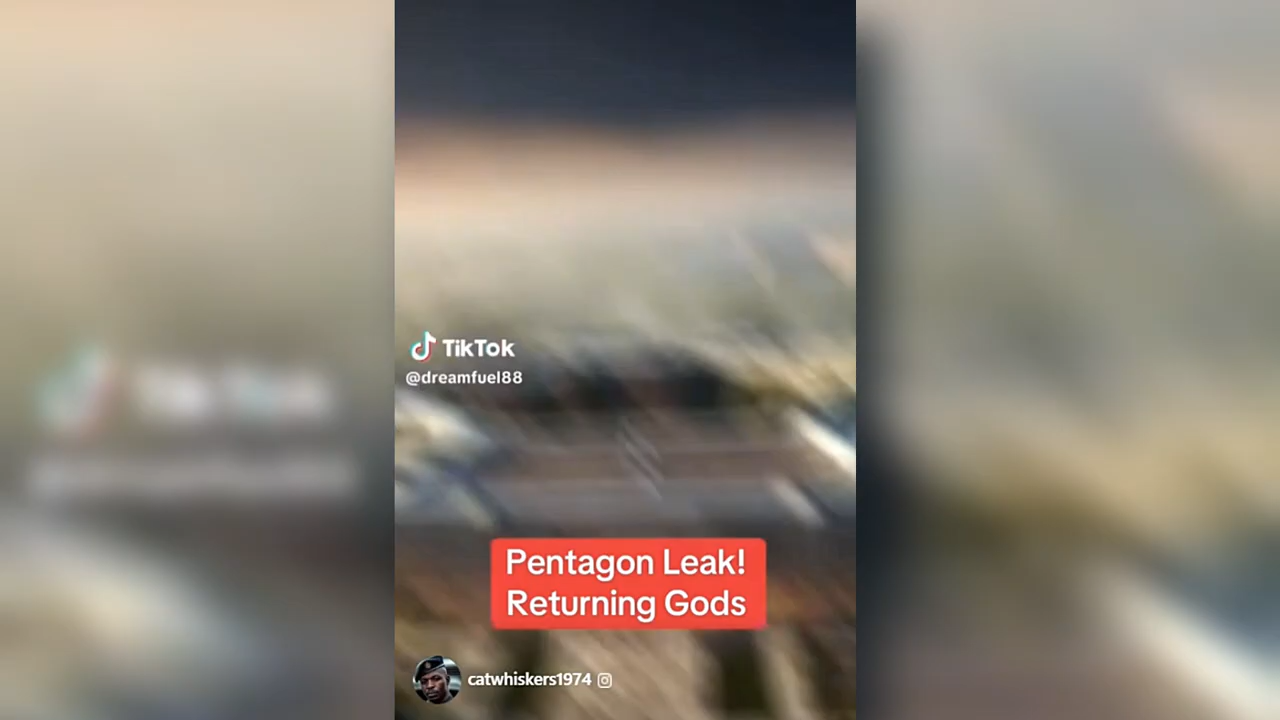 TikTok
@dreamfuel88
Pentagon Leak!
Returning Gods
catwhiskers1974